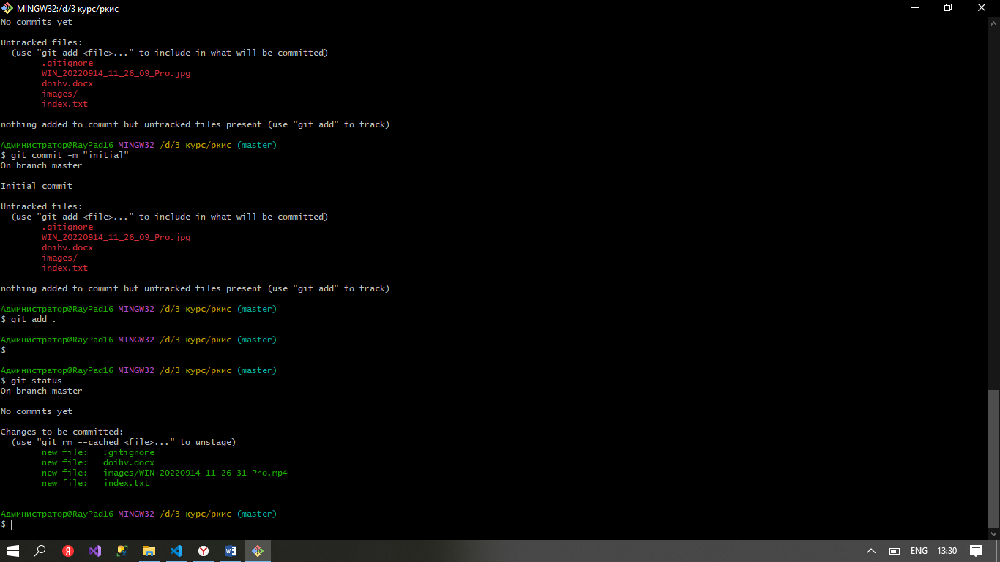 MINGW32:/d/3 курс/ркис
No commits yet
Untracked files:
(use "git add <file>..." to include in what will be committed)
.gitignore
WIN_20220914_11_26_09_Pro.jpg
doihv.docx
images/
index.txt
nothing added to commit but untracked files present (use "git add" to track)
Администратор@RayPad16 MINGW32 /d/3 курс/ркис (master)
$ git commit -m "initial"
On branch master
Initial commit
Untracked files:
(use "git add <file>..." to include in what will be committed)
.gitignore
WIN_20220914_11_26_09_Pro.jpg
doihv.docx
images/
index.txt
nothing added to commit but untracked files present (use "git add" to track)
Администратор@RayPad16 MINGW32 /d/3 курс/ркис (master)
$ git add .
Администратор@RayPad16 MINGW32 /d/3 курс/ркис (master)
$
Администратор@RayPad16 MINGW32 /d/3 курс/ркис (master)
$ git status
On branch master
No commits yet
Changes to be committed:
(use "git rm --cached <file>..." to unstage)
new file:   .gitignore
new file:   doihv.docx
new file:   images/WIN_20220914_11_26_31_Pro.mp4
new file:   index.txt
Администратор@RayPad16 MINGW32 /d/3 курс/ркис (master)
$
Я
Y
W
ENG
13:30